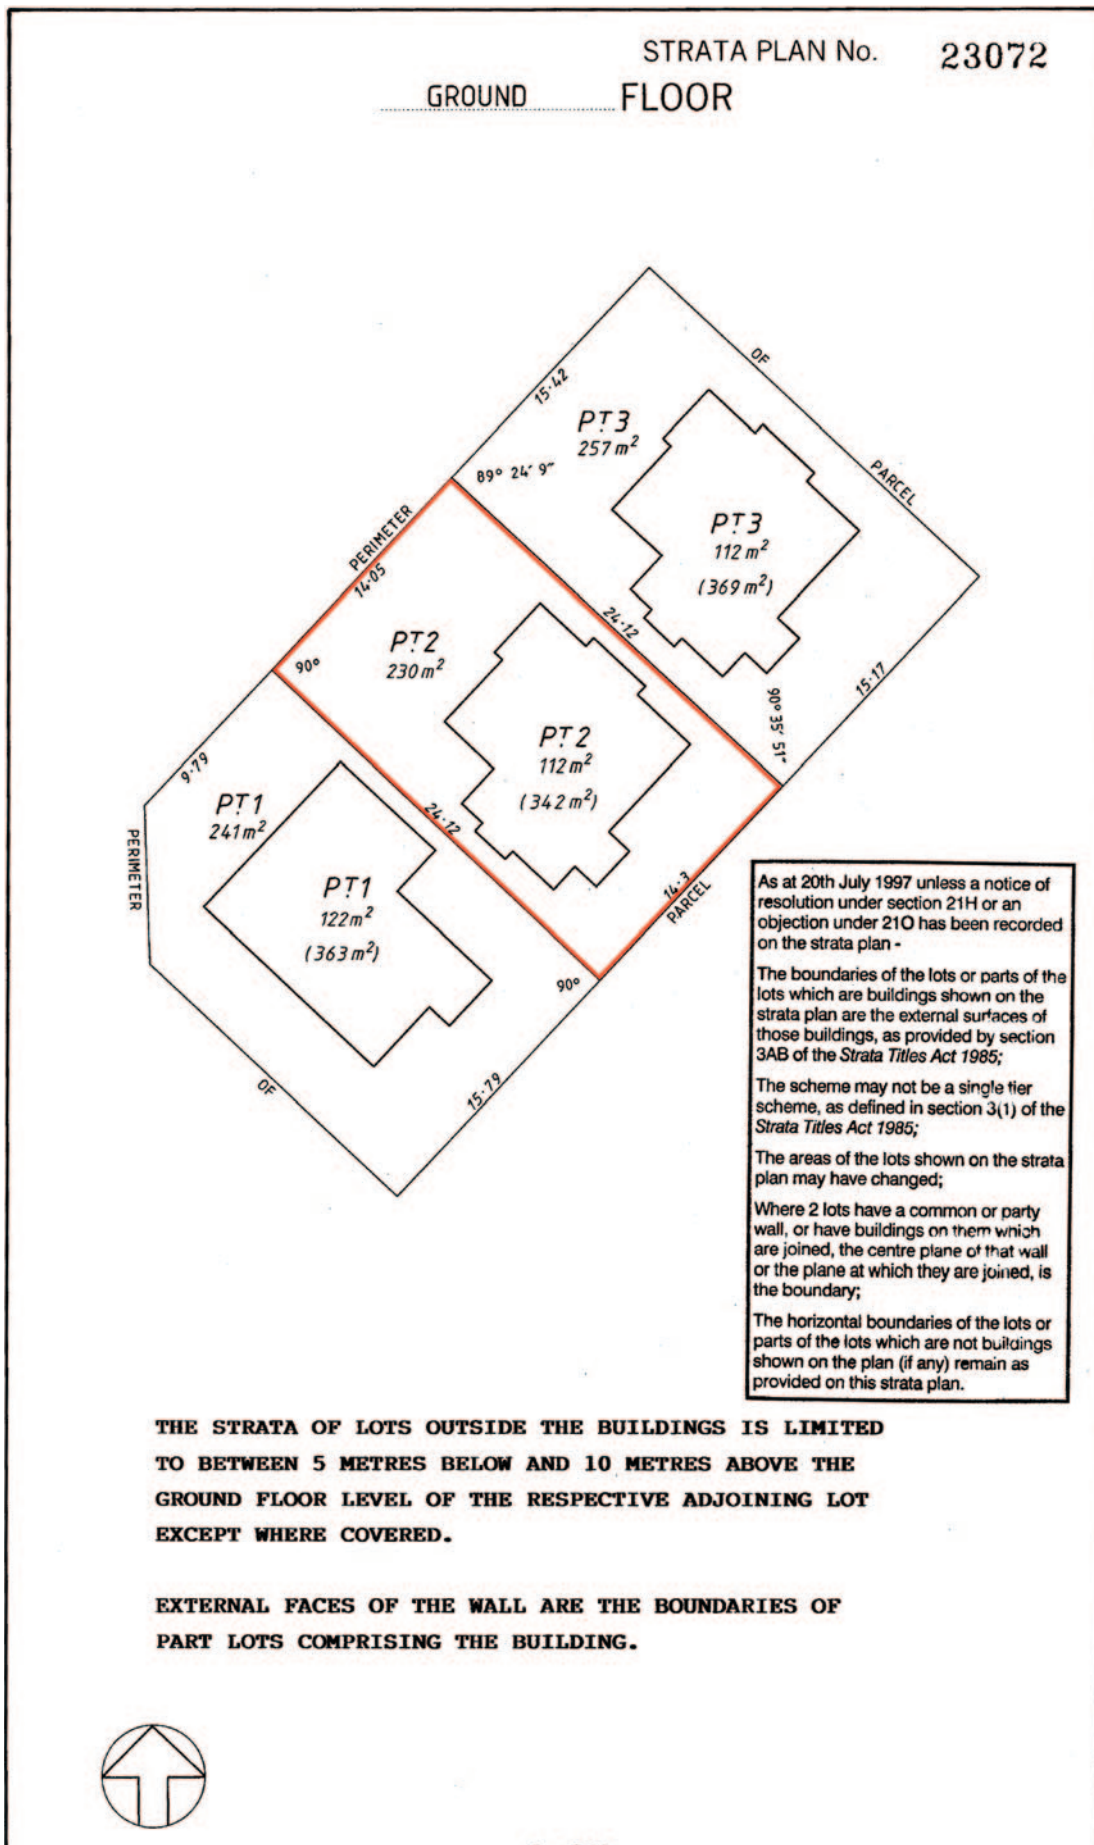 STRATA PLAN No. 23072
GROUND FLOOR
OF
15·42
PT3
257 m²
89° 24′ 9″
PARCEL
PERIMETER
14·05
PT3
112 m²
(369 m²)
24·12
PT2
230 m²
90°
15·17
90° 35′ 51″
PT2
112 m²
(342 m²)
9·79
PT1
241 m²
24·12
PERIMETER
14·3
PARCEL
PT1
122 m²
(363 m²)
90°
OF
15·79
As at 20th July 1997 unless a notice of
resolution under section 21H or an
objection under 21O has been recorded
on the strata plan -
The boundaries of the lots or parts of the
lots which are buildings shown on the
strata plan are the external surfaces of
those buildings, as provided by section
3AB of the Strata Titles Act 1985;
The scheme may not be a single tier
scheme, as defined in section 3(1) of the
Strata Titles Act 1985;
The areas of the lots shown on the strata
plan may have changed;
Where 2 lots have a common or party
wall, or have buildings on them which
are joined, the centre plane of that wall
or the plane at which they are joined, is
the boundary;
The horizontal boundaries of the lots or
parts of the lots which are not buildings
shown on the plan (if any) remain as
provided on this strata plan.
THE STRATA OF LOTS OUTSIDE THE BUILDINGS IS LIMITED
TO BETWEEN 5 METRES BELOW AND 10 METRES ABOVE THE
GROUND FLOOR LEVEL OF THE RESPECTIVE ADJOINING LOT
EXCEPT WHERE COVERED.
EXTERNAL FACES OF THE WALL ARE THE BOUNDARIES OF
PART LOTS COMPRISING THE BUILDING.